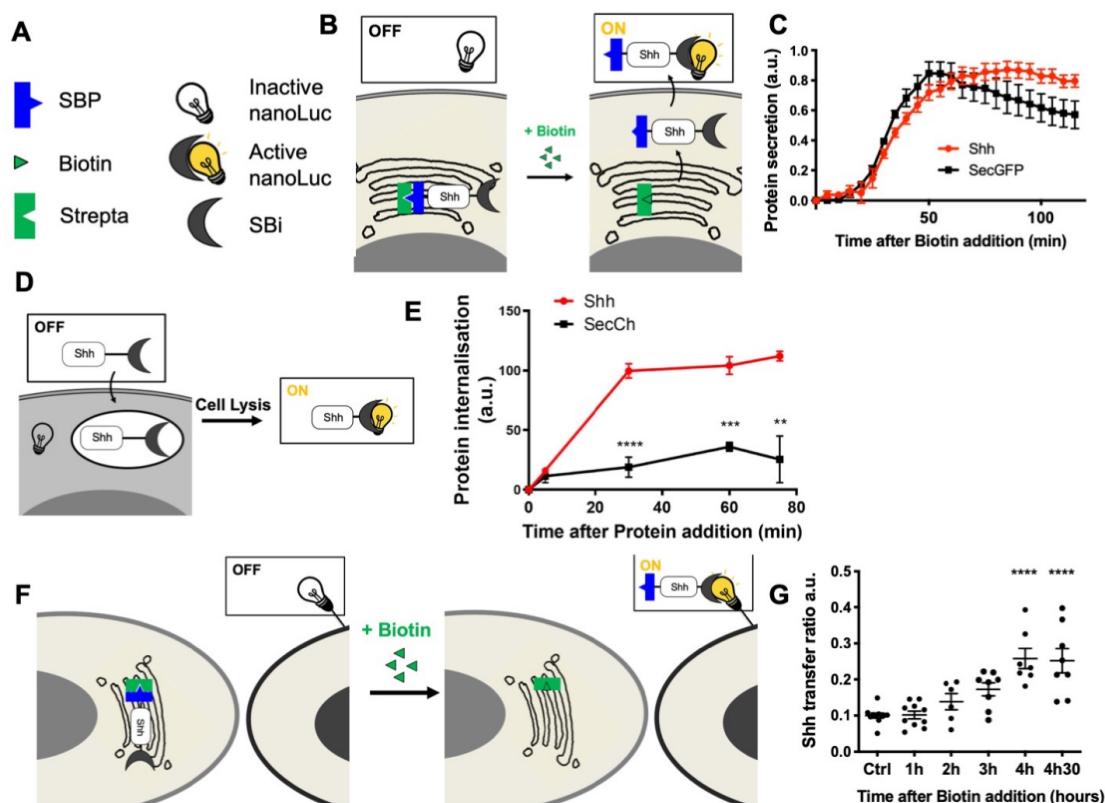 A
SBP
Biotin
Strepta
Inactive
nanoLuc
Active
nanoLuc
SBi
B
OFF
Shh
+ Biotin
ON
Shh
Shh
C
Protein secretion (a.u.)
1.0
0.8
0.6
0.4
0.2
0.0
50
100
Shh
SecGFP
Time after Biotin addition (min)
D
OFF
Shh
Shh
Cell Lysis
ON
Shh
E
Shh
SecCh
Protein internalisation
(a.u.)
150
100
50
0
****
***
**
0
20
40
60
80
Time after Protein addition (min)
F
OFF
Shh
+ Biotin
ON
Shh
G
Shh transfer ratio a.u.
0.5
0.4
0.3
0.2
0.1
0.0
****
****
Ctrl
1h
2h
3h
4h
4h30
Time after Biotin addition (hours)